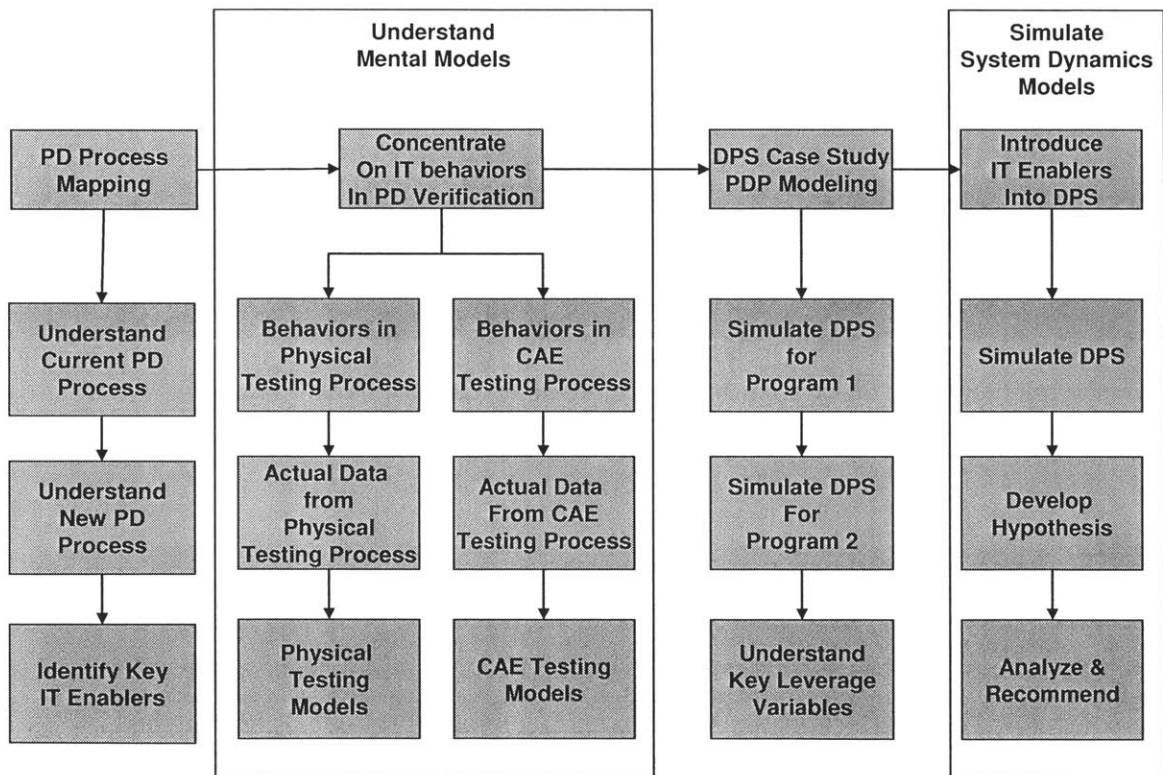 Understand
Mental Models
Simulate
System Dynamics
Models
PD Process
Mapping
Concentrate
On IT behaviors
In PD Verification
DPS Case Study
PDP Modeling
Introduce
IT Enablers
Into DPS
Understand
Current PD
Process
Behaviors in
Physical
Testing Process
Behaviors in
CAE
Testing Process
Simulate DPS
for
Program 1
Simulate DPS
Understand
New PD
Process
Actual Data
from
Physical
Testing Process
Actual Data
From CAE
Testing Process
Simulate DPS
For
Program 2
Develop
Hypothesis
Identify Key
IT Enablers
Physical
Testing
Models
CAE Testing
Models
Understand
Key Leverage
Variables
Analyze &
Recommend